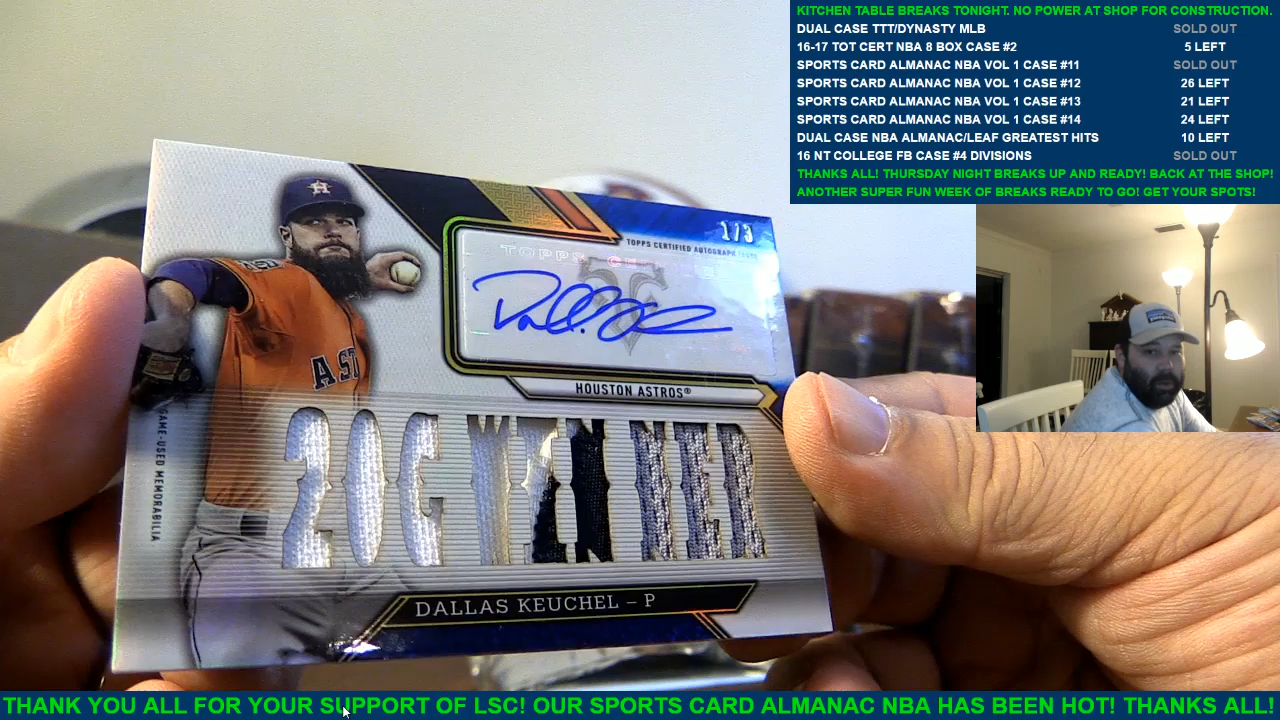 KITCHEN TABLE BREAKS TONIGHT. NO POWER AT SHOP FOR CONSTRUCTION.
DUAL CASE TTT/DYNASTY MLB SOLD OUT
16-17 TOT CERT NBA 8 BOX CASE #2 5 LEFT
SPORTS CARD ALMANAC NBA VOL 1 CASE #11 SOLD OUT
SPORTS CARD ALMANAC NBA VOL 1 CASE #12 26 LEFT
SPORTS CARD ALMANAC NBA VOL 1 CASE #13 21 LEFT
SPORTS CARD ALMANAC NBA VOL 1 CASE #14 24 LEFT
DUAL CASE NBA ALMANAC/LEAF GREATEST HITS 10 LEFT
16 NT COLLEGE FB CASE #4 DIVISIONS SOLD OUT
THANKS ALL! THURSDAY NIGHT BREAKS UP AND READY! BACK AT THE SHOP!
ANOTHER SUPER FUN WEEK OF BREAKS READY TO GO! GET YOUR SPOTS!
1/3
TOPPS CERTIFIED AUTOGRAPH ISSUE
TOPPS
H
AST
HOUSTON ASTROS®
20G WIN NER
GAME-USED MEMORABILIA
DALLAS KEUCHEL – P
THANK YOU ALL FOR YOUR SUPPORT OF LSC! OUR SPORTS CARD ALMANAC NBA HAS BEEN HOT! THANKS ALL!